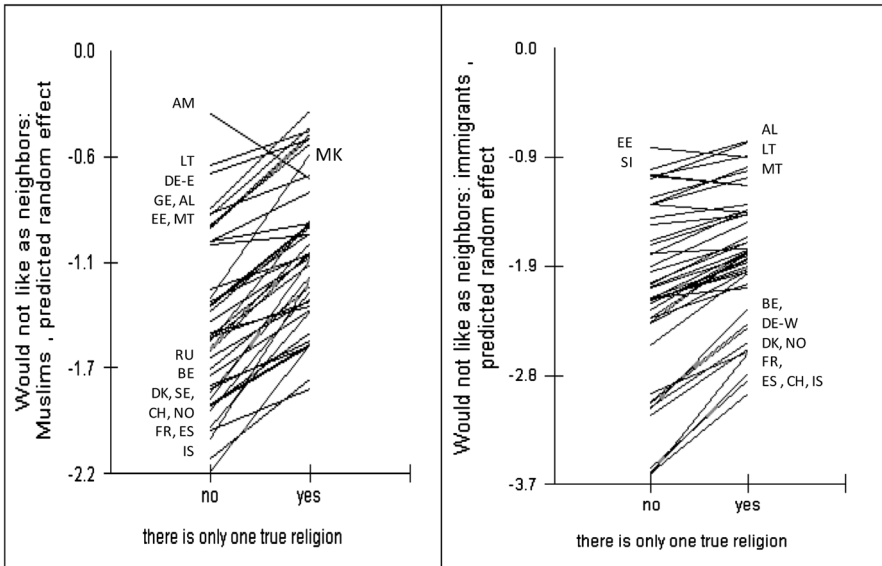 Would not like as neighbors:
Muslims , predicted random effect
0.0
-0.6
-1.1
-1.7
-2.2
AM
LT
DE-E
GE, AL
EE, MT
MK
RU
BE
DK, SE,
CH, NO
FR, ES
IS
no yes
there is only one true religion
Would not like as neighbors: immigrants ,
predicted random effect
0.0
-0.9
-1.9
-2.8
-3.7
EE
SI
AL
LT
MT
BE,
DE-W
DK, NO
FR,
ES , CH, IS
no yes
there is only one true religion